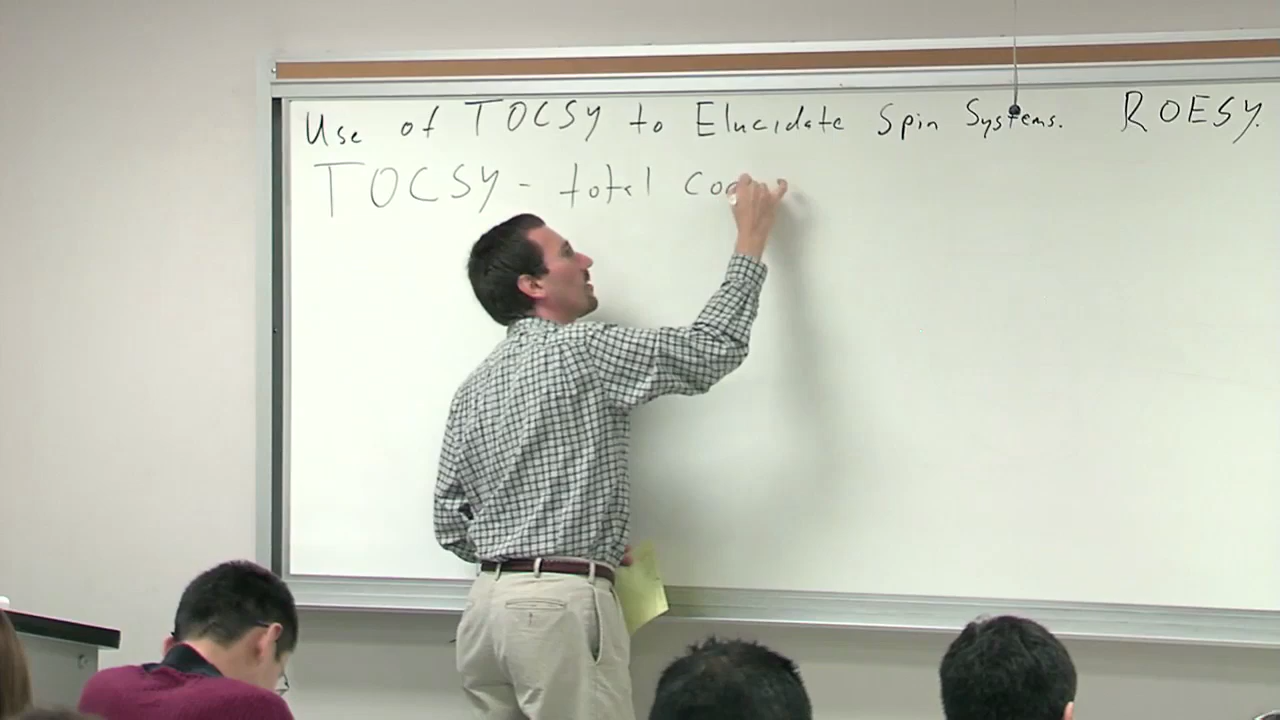 Use of TOCSY to Elucidate Spin Systems. ROESY.
TOCSY - total